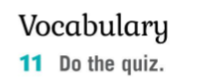 Vocabulary
11 Do the quiz.